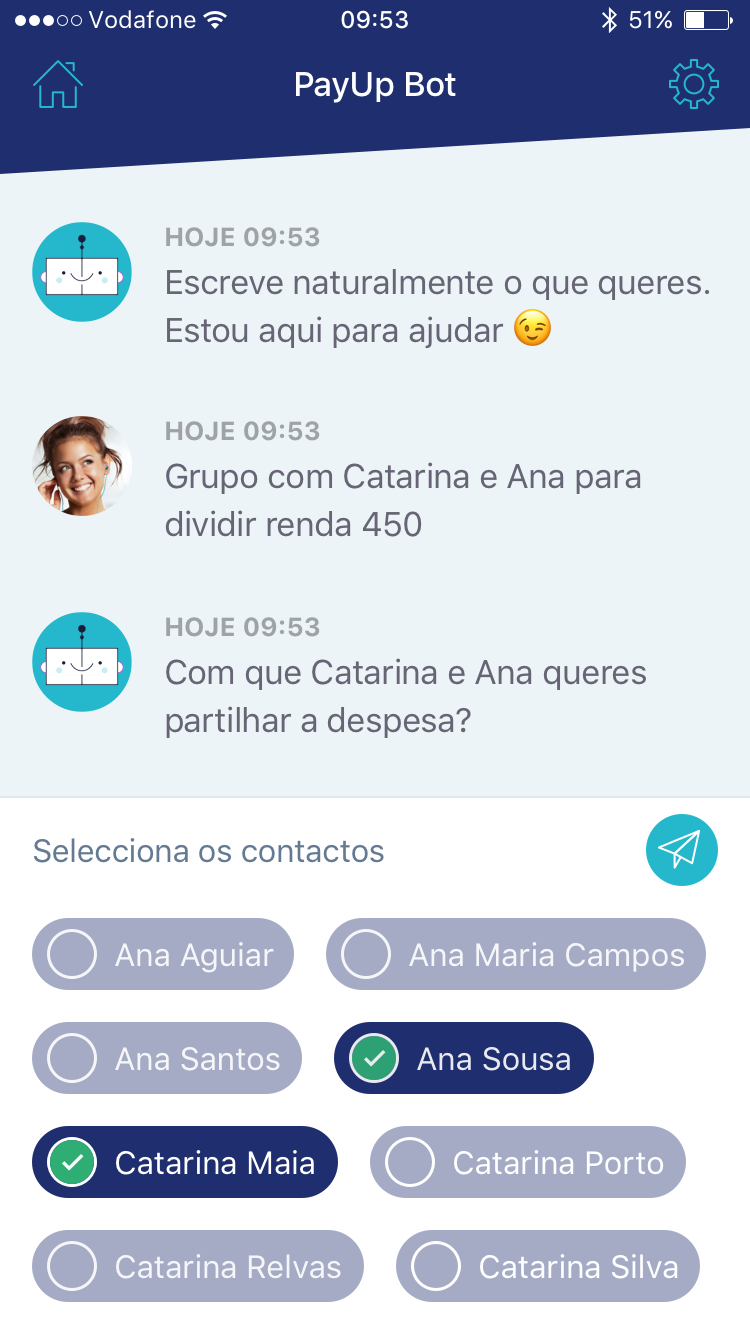 Vodafone 09:53 51%
PayUp Bot
HOJE 09:53
Escreve naturalmente o que queres.
Estou aqui para ajudar 😉
HOJE 09:53
Grupo com Catarina e Ana para
dividir renda 450
HOJE 09:53
Com que Catarina e Ana queres
partilhar a despesa?
Selecciona os contactos
Ana Aguiar Ana Maria Campos
Ana Santos Ana Sousa
Catarina Maia Catarina Porto
Catarina Relvas Catarina Silva